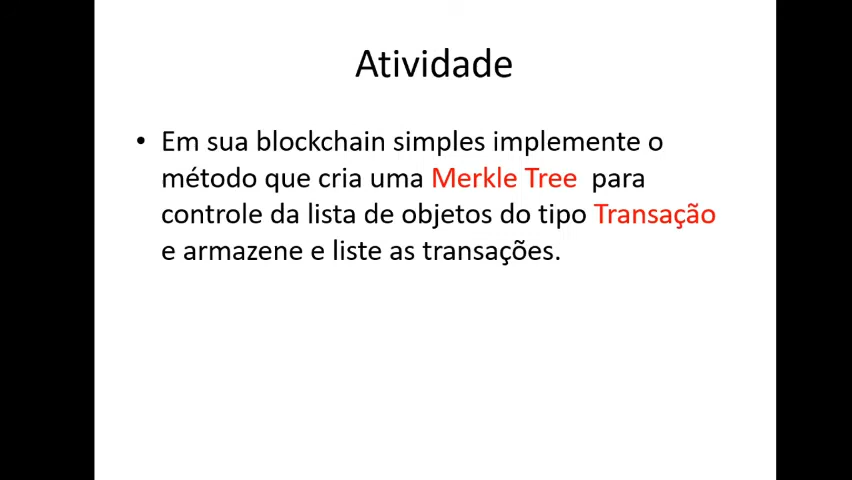 Atividade
• Em sua blockchain simples implemente o
método que cria uma Merkle Tree para
controle da lista de objetos do tipo Transação
e armazene e liste as transações.